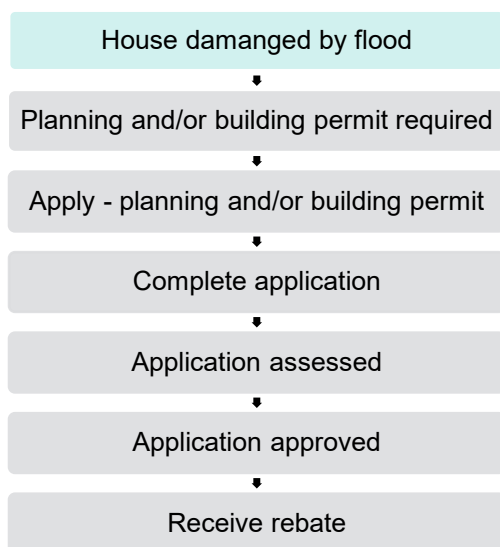 House damanged by flood
Planning and/or building permit required
Apply - planning and/or building permit
Complete application
Application assessed
Application approved
Receive rebate